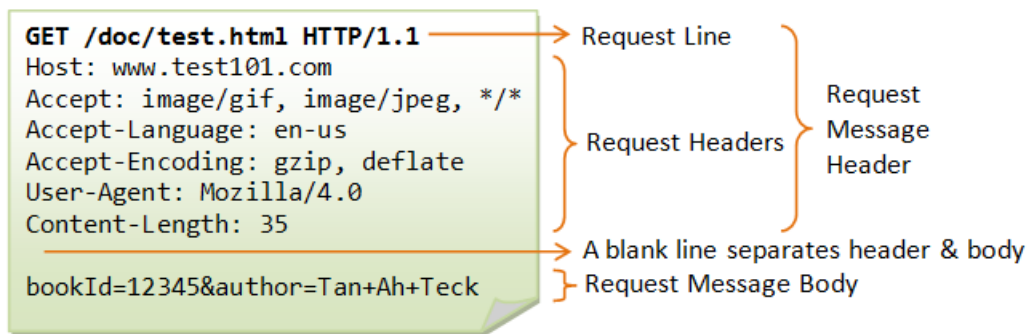 GET /doc/test.html HTTP/1.1
Host: www.test101.com
Accept: image/gif, image/jpeg, */*
Accept-Language: en-us
Accept-Encoding: gzip, deflate
User-Agent: Mozilla/4.0
Content-Length: 35
bookId=12345&author=Tan+Ah+Teck
Request Line
Request Headers
Request
Message
Header
A blank line separates header & body
Request Message Body